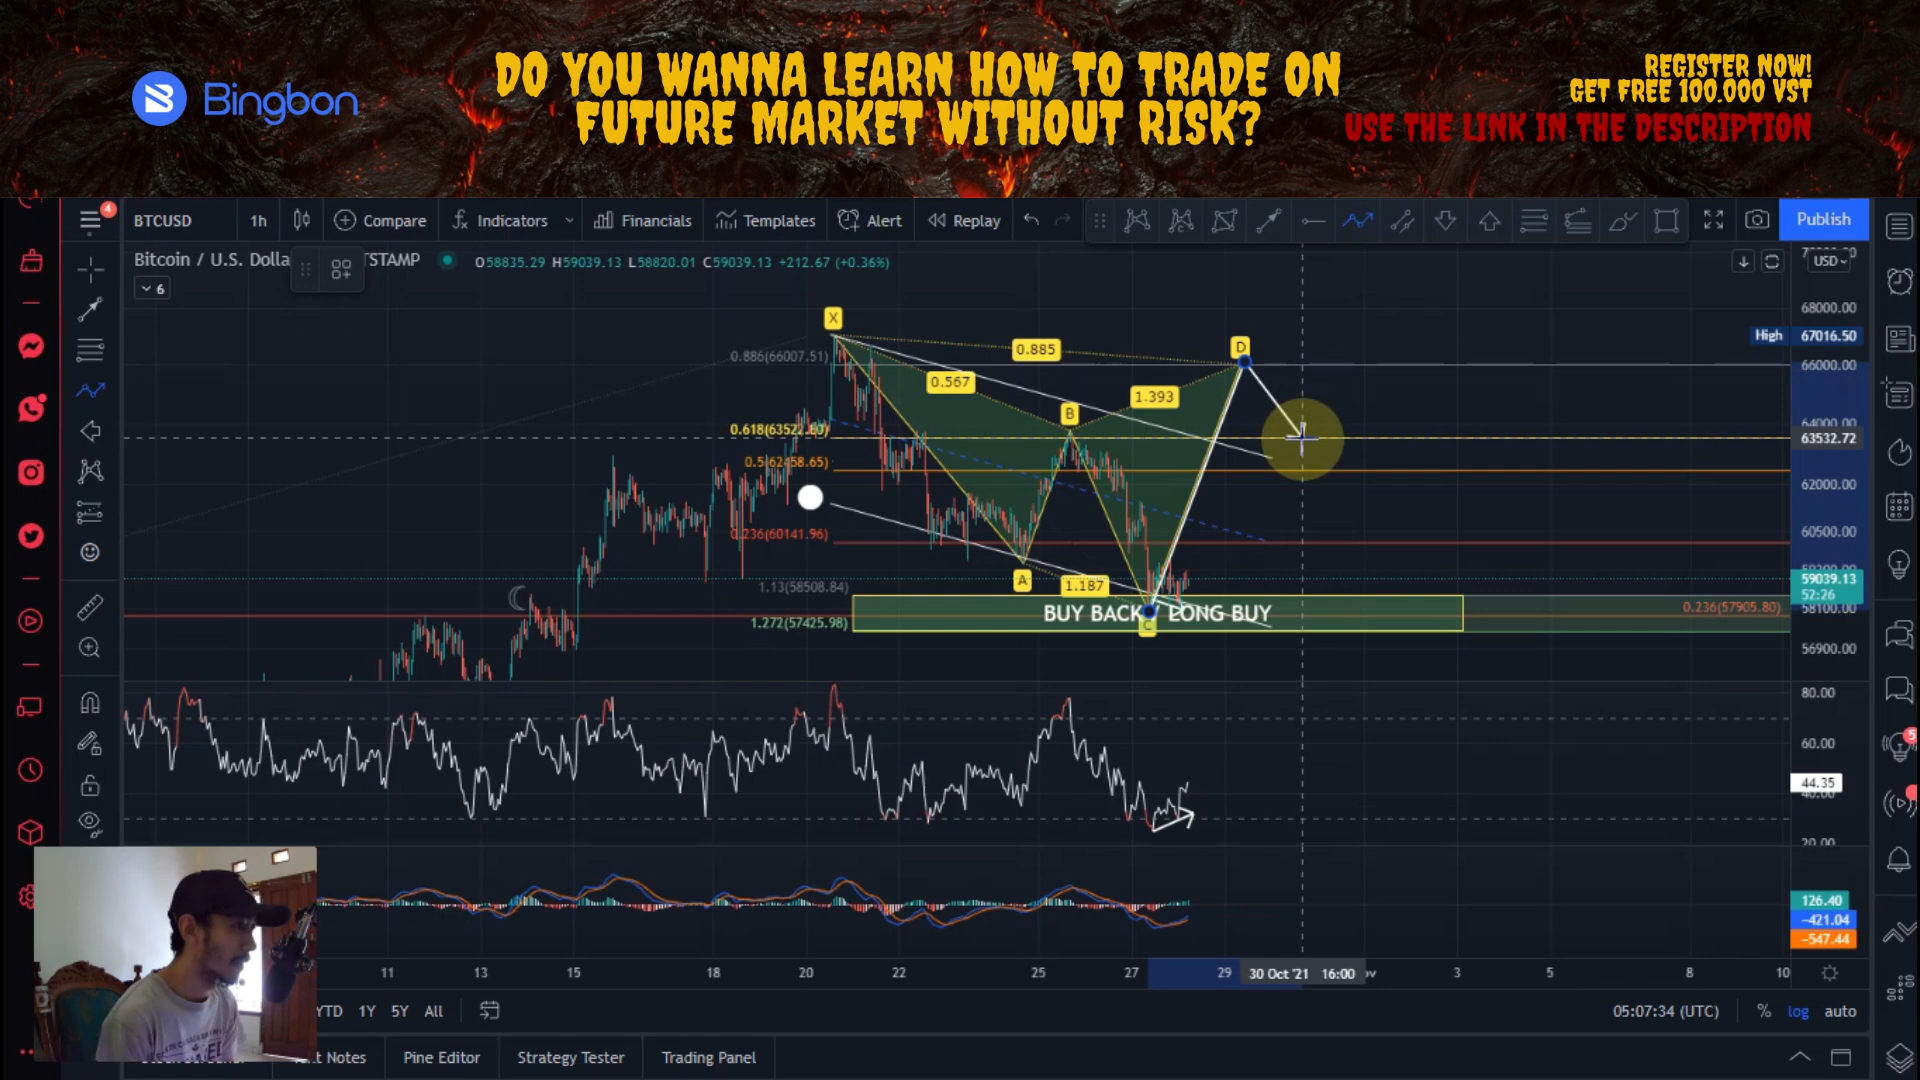 Bingbon
DO YOU WANNA LEARN HOW TO TRADE ON
FUTURE MARKET WITHOUT RISK?
REGISTER NOW!
GET FREE 100.000 VST
USE THE LINK IN THE DESCRIPTION
4
BTCUSD
1h
Compare
Indicators
Financials
Templates
Alert
Replay
Publish
Bitcoin / U.S. Dolla
TSTAMP
O58835.29 H59039.13 L58820.01 C59039.13 +212.67 (+0.36%)
USD
6
68000.00
High 67016.50
66000.00
63532.72
62000.00
60500.00
59039.13
52:26
58100.00
56900.00
X
D
B
A
C
0.885
0.567
1.393
1.187
0.886(66007.51)
0.618(63522.80)
0.5(62458.65)
0.236(60141.96)
1.13(58508.84)
1.272(57425.98)
BUY BACK / LONG BUY
0.236(57905.80)
80.00
60.00
44.35
40.00
20.00
126.40
−421.04
−547.44
5
11
13
15
18
20
22
25
27
29
30 Oct '21 16:00
3
5
8
10
YTD
1Y
5Y
All
05:07:34 (UTC)
%
log
auto
Notes
Pine Editor
Strategy Tester
Trading Panel